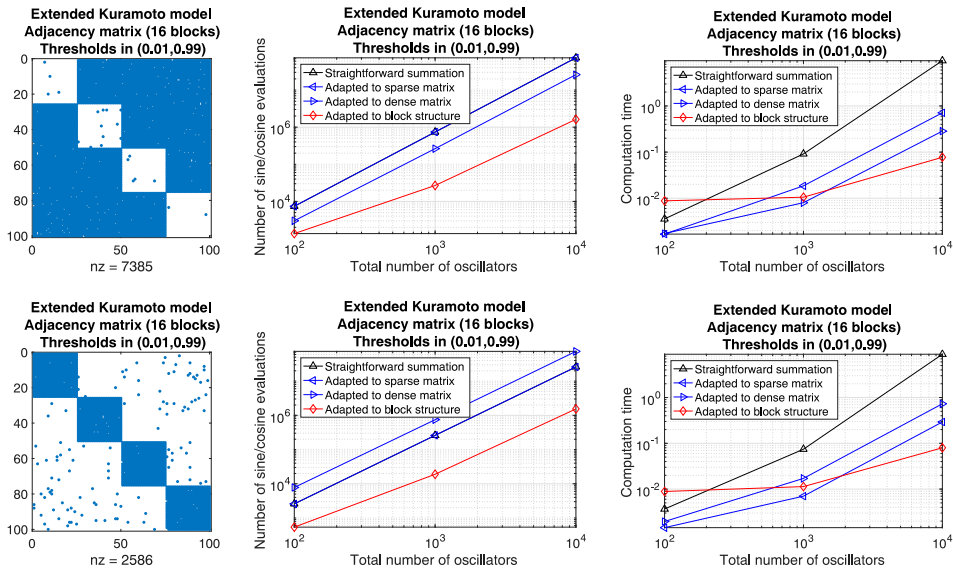 Extended Kuramoto model
Adjacency matrix (16 blocks)
Thresholds in (0.01,0.99)
0
20
40
60
80
100
0
50
100
nz = 7385
Extended Kuramoto model
Adjacency matrix (16 blocks)
Thresholds in (0.01,0.99)
Number of sine/cosine evaluations
10^6
10^4
Straightforward summation
Adapted to sparse matrix
Adapted to dense matrix
Adapted to block structure
10^2
10^3
10^4
Total number of oscillators
Extended Kuramoto model
Adjacency matrix (16 blocks)
Thresholds in (0.01,0.99)
Computation time
10^0
10^-1
10^-2
Straightforward summation
Adapted to sparse matrix
Adapted to dense matrix
Adapted to block structure
10^2
10^3
10^4
Total number of oscillators
Extended Kuramoto model
Adjacency matrix (16 blocks)
Thresholds in (0.01,0.99)
0
20
40
60
80
100
0
50
100
nz = 2586
Extended Kuramoto model
Adjacency matrix (16 blocks)
Thresholds in (0.01,0.99)
Number of sine/cosine evaluations
10^6
10^4
Straightforward summation
Adapted to sparse matrix
Adapted to dense matrix
Adapted to block structure
10^2
10^3
10^4
Total number of oscillators
Extended Kuramoto model
Adjacency matrix (16 blocks)
Thresholds in (0.01,0.99)
Computation time
10^0
10^-1
10^-2
Straightforward summation
Adapted to sparse matrix
Adapted to dense matrix
Adapted to block structure
10^2
10^3
10^4
Total number of oscillators